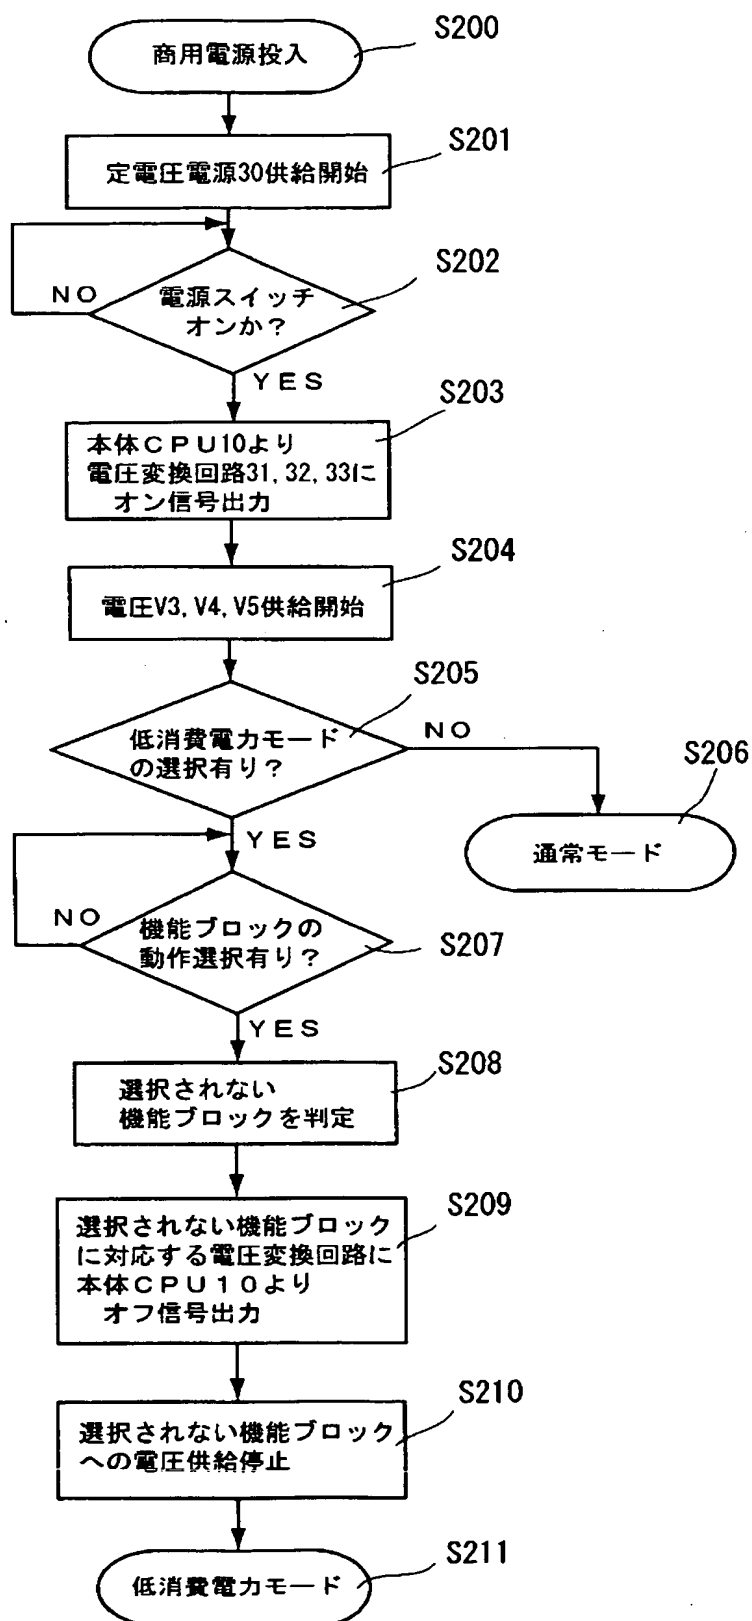 S200
商用電源投入
S201
定電圧電源30供給開始
S202
電源スイッチ
オンか?
NO
YES
S203
本体CPU10より
電圧変換回路31,32,33に
オン信号出力
S204
電圧V3,V4,V5供給開始
S205
低消費電力モード
の選択有り?
NO
S206
通常モード
YES
機能ブロックの
動作選択有り?
NO
S207
YES
S208
選択されない
機能ブロックを判定
S209
選択されない機能ブロック
に対応する電圧変換回路に
本体CPU10より
オフ信号出力
S210
選択されない機能ブロック
への電圧供給停止
S211
低消費電力モード